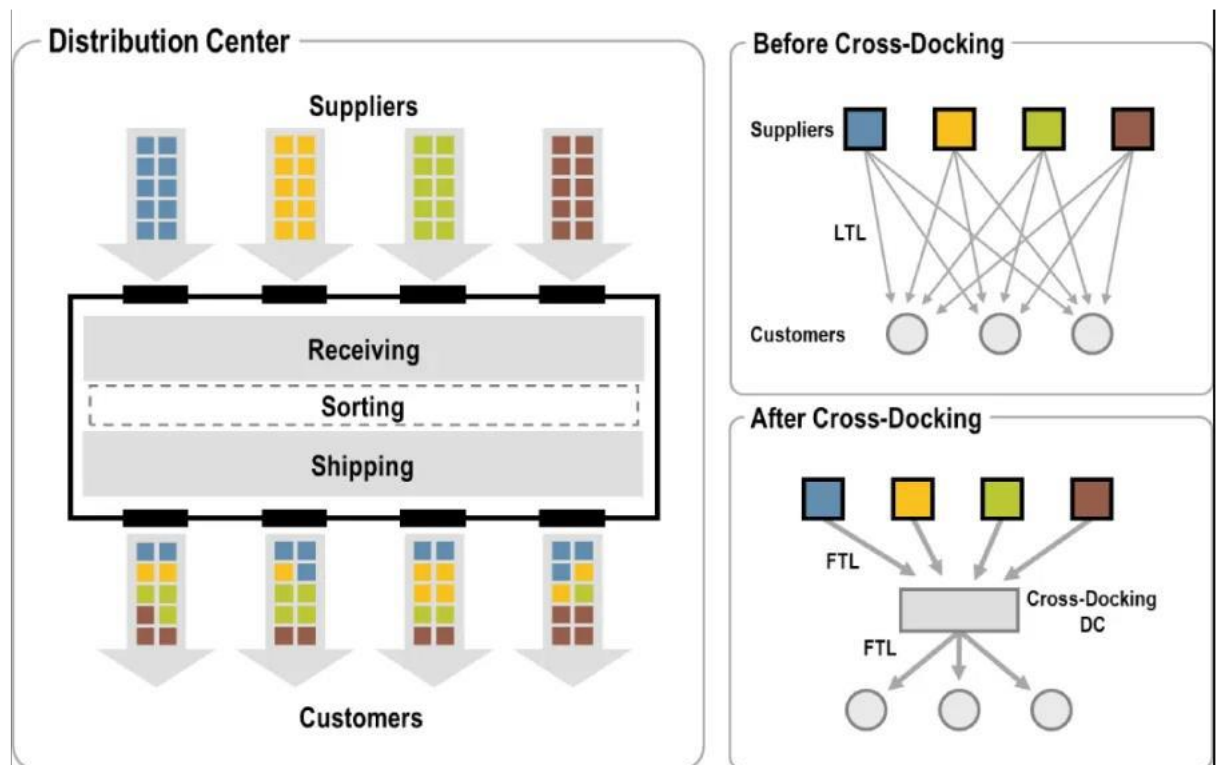 Distribution Center
Suppliers
Receiving
Sorting
Shipping
Customers
Before Cross-Docking
Suppliers
LTL
Customers
After Cross-Docking
FTL
Cross-Docking
DC
FTL